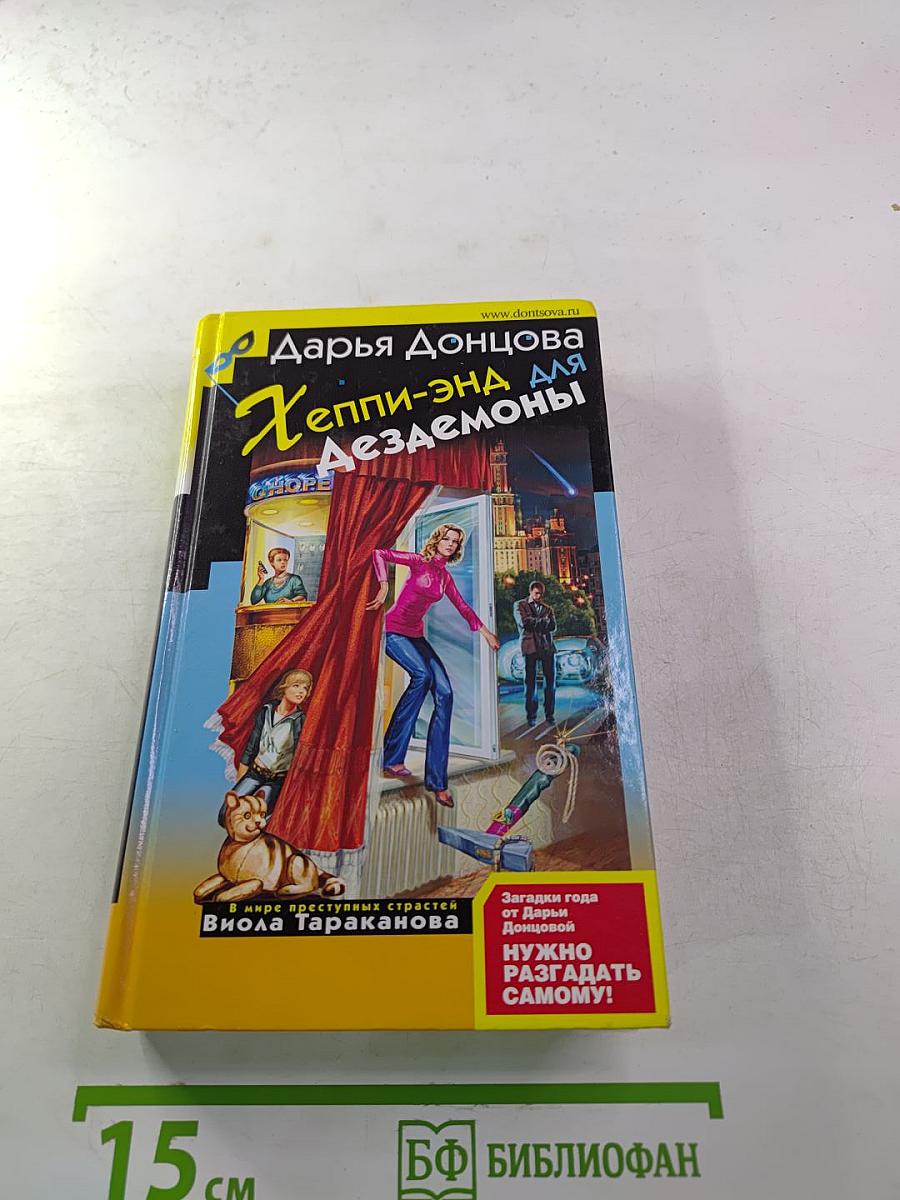 www.dontsova.ru
Дарья Донцова
Хеппи-энд для
Дездемоны
В мире преступных страстей
Виола Тараканова
Загадки года
от Дарьи
Донцовой
НУЖНО
РАЗГАДАТЬ
САМОМУ!
15 см
БФ БИБЛИОФАН